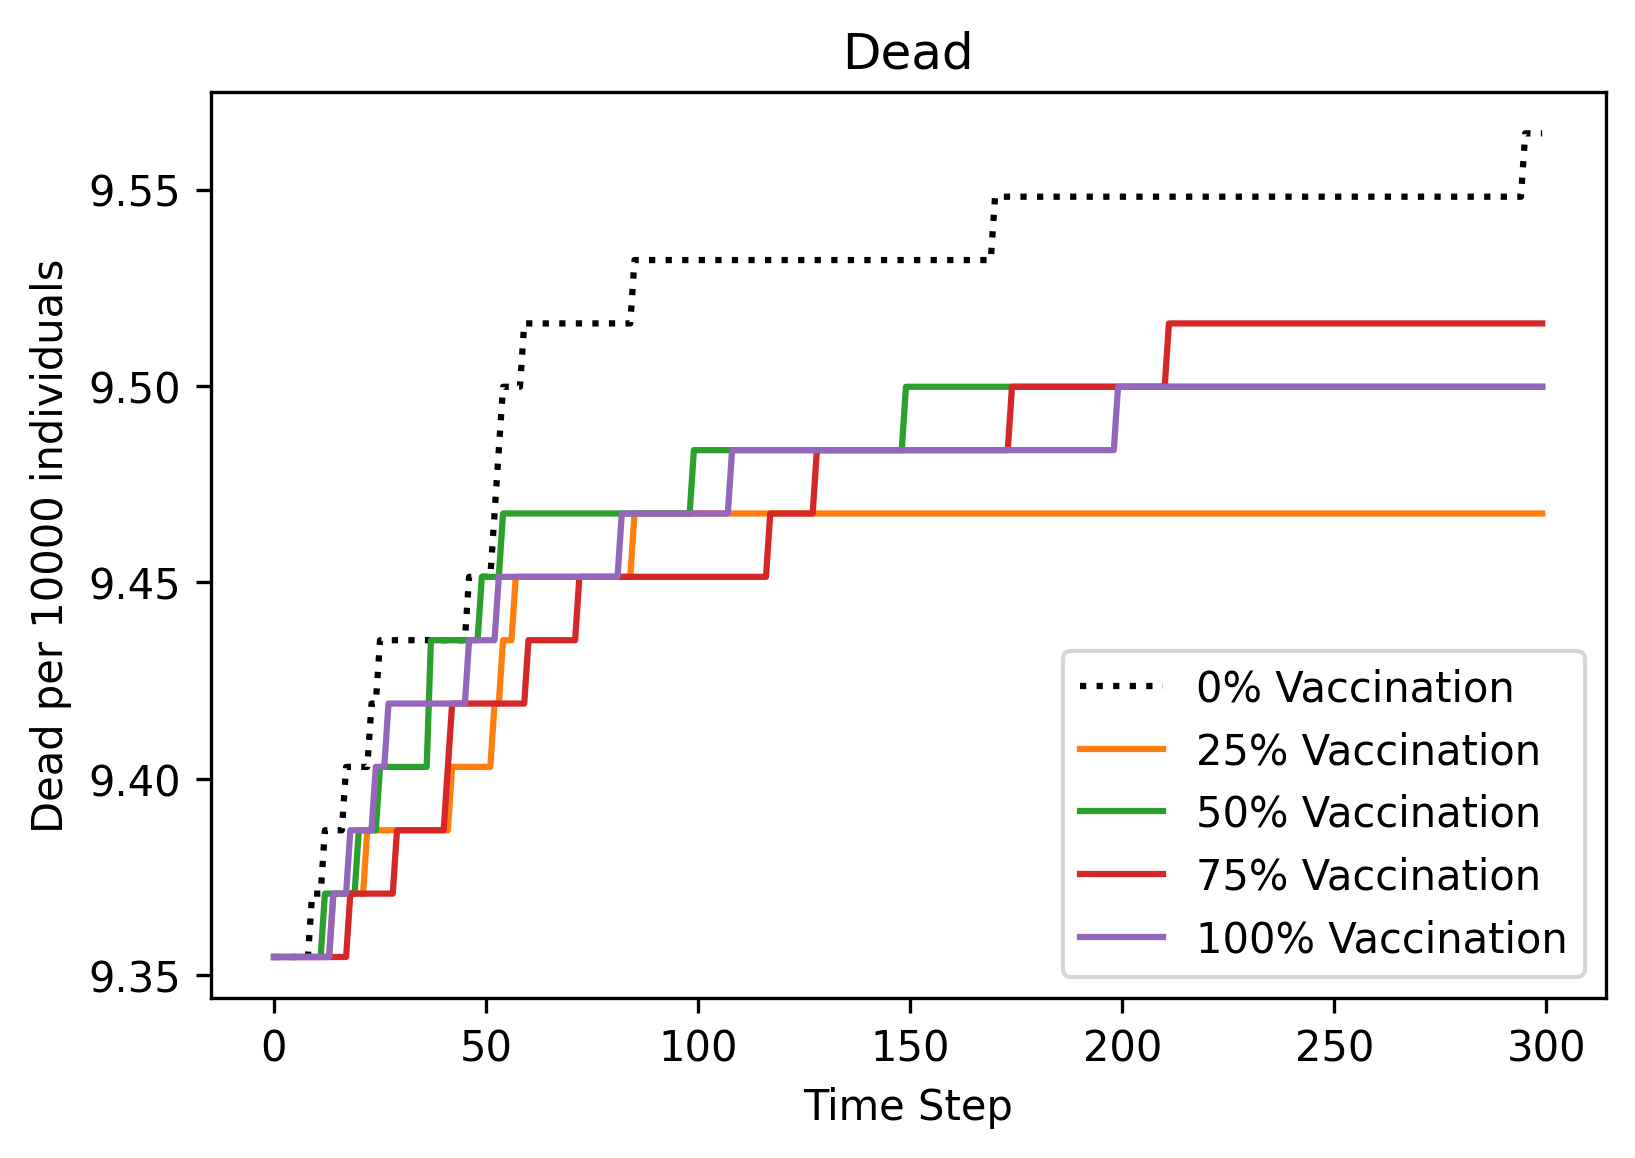 Dead
Dead per 10000 individuals
9.55
9.50
9.45
9.40
9.35
0% Vaccination
25% Vaccination
50% Vaccination
75% Vaccination
100% Vaccination
0 50 100 150 200 250 300
Time Step